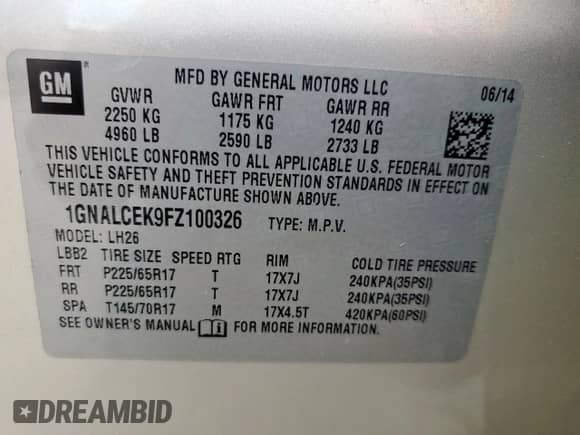 GM ®
MFD BY GENERAL MOTORS LLC
06/14
GVWR GAWR FRT GAWR RR
2250 KG 1175 KG 1240 KG
4960 LB 2590 LB 2733 LB
THIS VEHICLE CONFORMS TO ALL APPLICABLE U.S. FEDERAL MOTOR
VEHICLE SAFETY AND THEFT PREVENTION STANDARDS IN EFFECT ON
THE DATE OF MANUFACTURE SHOWN ABOVE.
1GNALCEK9FZ100326 TYPE: M.P.V.
MODEL: LH26
LBB2 TIRE SIZE SPEED RTG RIM COLD TIRE PRESSURE
FRT P225/65R17 T 17X7J 240KPA(35PSI)
RR P225/65R17 T 17X7J 240KPA(35PSI)
SPA T145/70R17 M 17X4.5T 420KPA(60PSI)
SEE OWNER'S MANUAL i FOR MORE INFORMATION.
DREAMBID